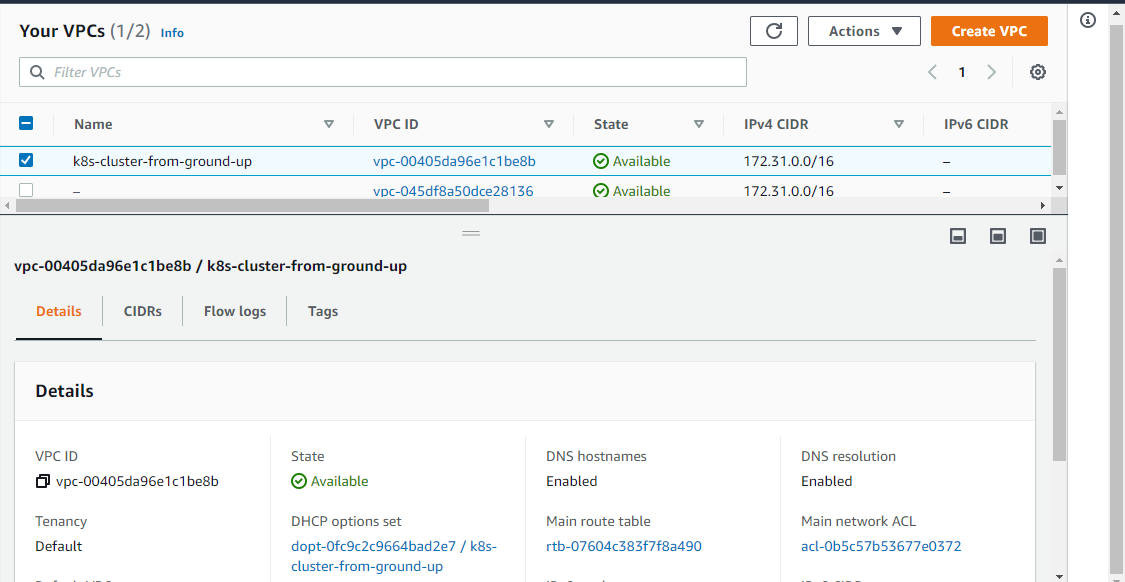 Your VPCs (1/2) Info
Actions
Create VPC
Filter VPCs
1
Name VPC ID State IPv4 CIDR IPv6 CIDR
k8s-cluster-from-ground-up vpc-00405da96e1c1be8b Available 172.31.0.0/16 –
– vpc-045df8a50dce28136 Available 172.31.0.0/16 –
vpc-00405da96e1c1be8b / k8s-cluster-from-ground-up
Details CIDRs Flow logs Tags
Details
VPC ID State DNS hostnames DNS resolution
vpc-00405da96e1c1be8b Available Enabled Enabled
Tenancy DHCP options set Main route table Main network ACL
Default dopt-0fc9c2c9664bad2e7 / k8s- rtb-07604c383f7f8a490 acl-0b5c57b53677e0372
cluster-from-ground-up